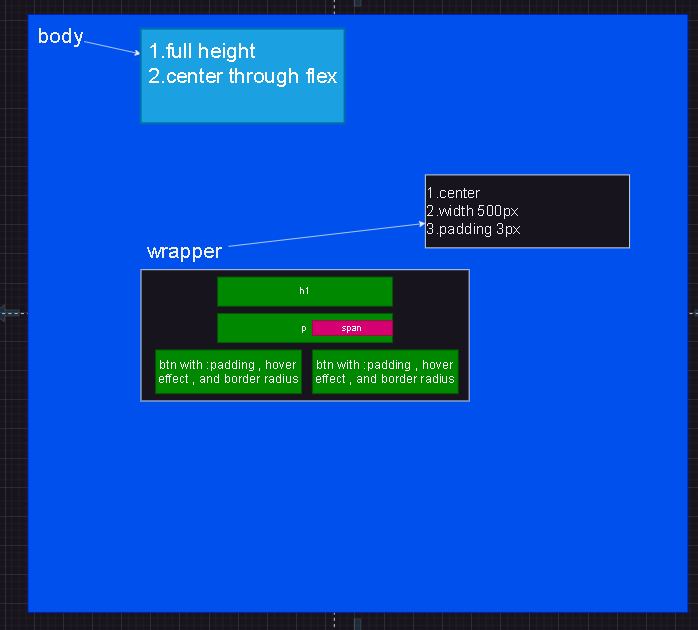 body
1.full height
2.center through flex
1.center
2.width 500px
3.padding 3px
wrapper
h1
p span
btn with :padding , hover
effect , and border radius
btn with :padding , hover
effect , and border radius